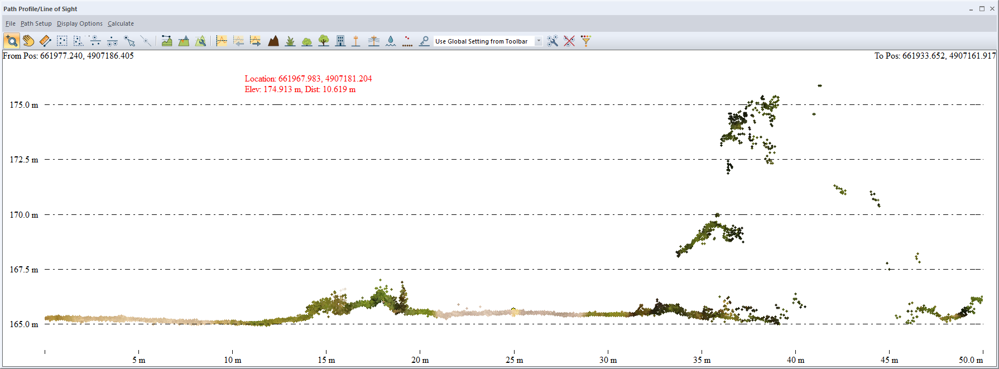 Path Profile/Line of Sight
File Path Setup Display Options Calculate
Use Global Setting from Toolbar
From Pos: 661977.240, 4907186.405
To Pos: 661933.652, 4907161.917
Location: 661967.983, 4907181.204
Elev: 174.913 m, Dist: 10.619 m
175.0 m
172.5 m
170.0 m
167.5 m
165.0 m
5 m 10 m 15 m 20 m 25 m 30 m 35 m 40 m 45 m 50.0 m